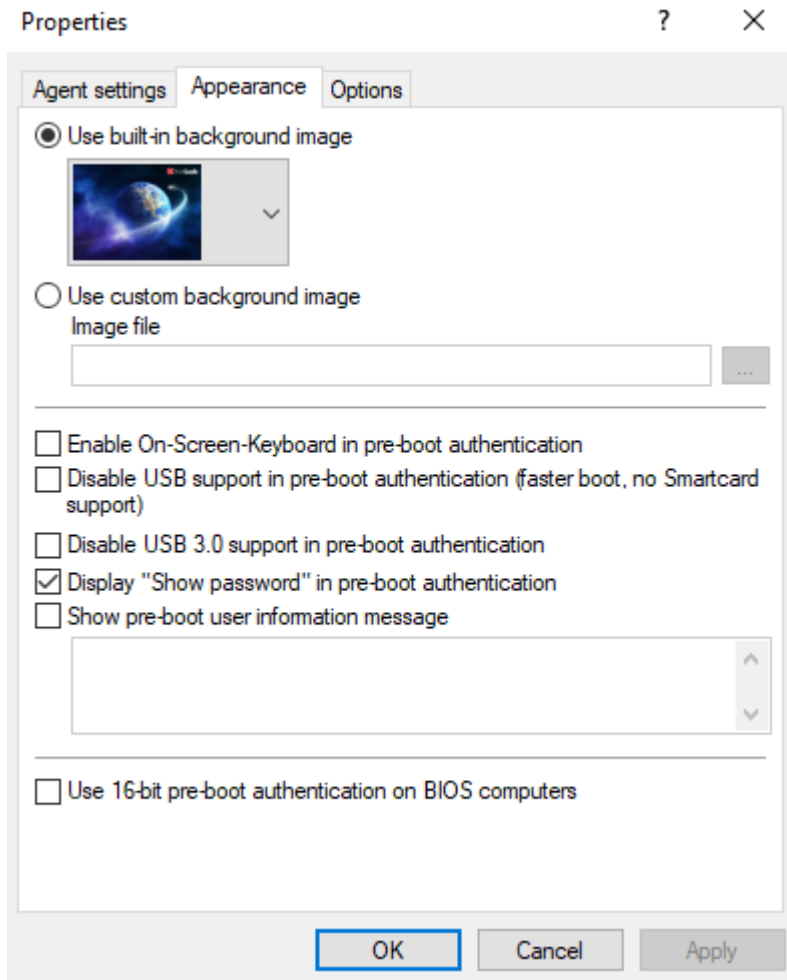 Properties
?
Agent settings Appearance Options
Use built-in background image
Use custom background image
Image file
...
Enable On-Screen-Keyboard in pre-boot authentication
Disable USB support in pre-boot authentication (faster boot, no Smartcard
support)
Disable USB 3.0 support in pre-boot authentication
Display "Show password" in pre-boot authentication
Show pre-boot user information message
Use 16-bit pre-boot authentication on BIOS computers
OK Cancel Apply